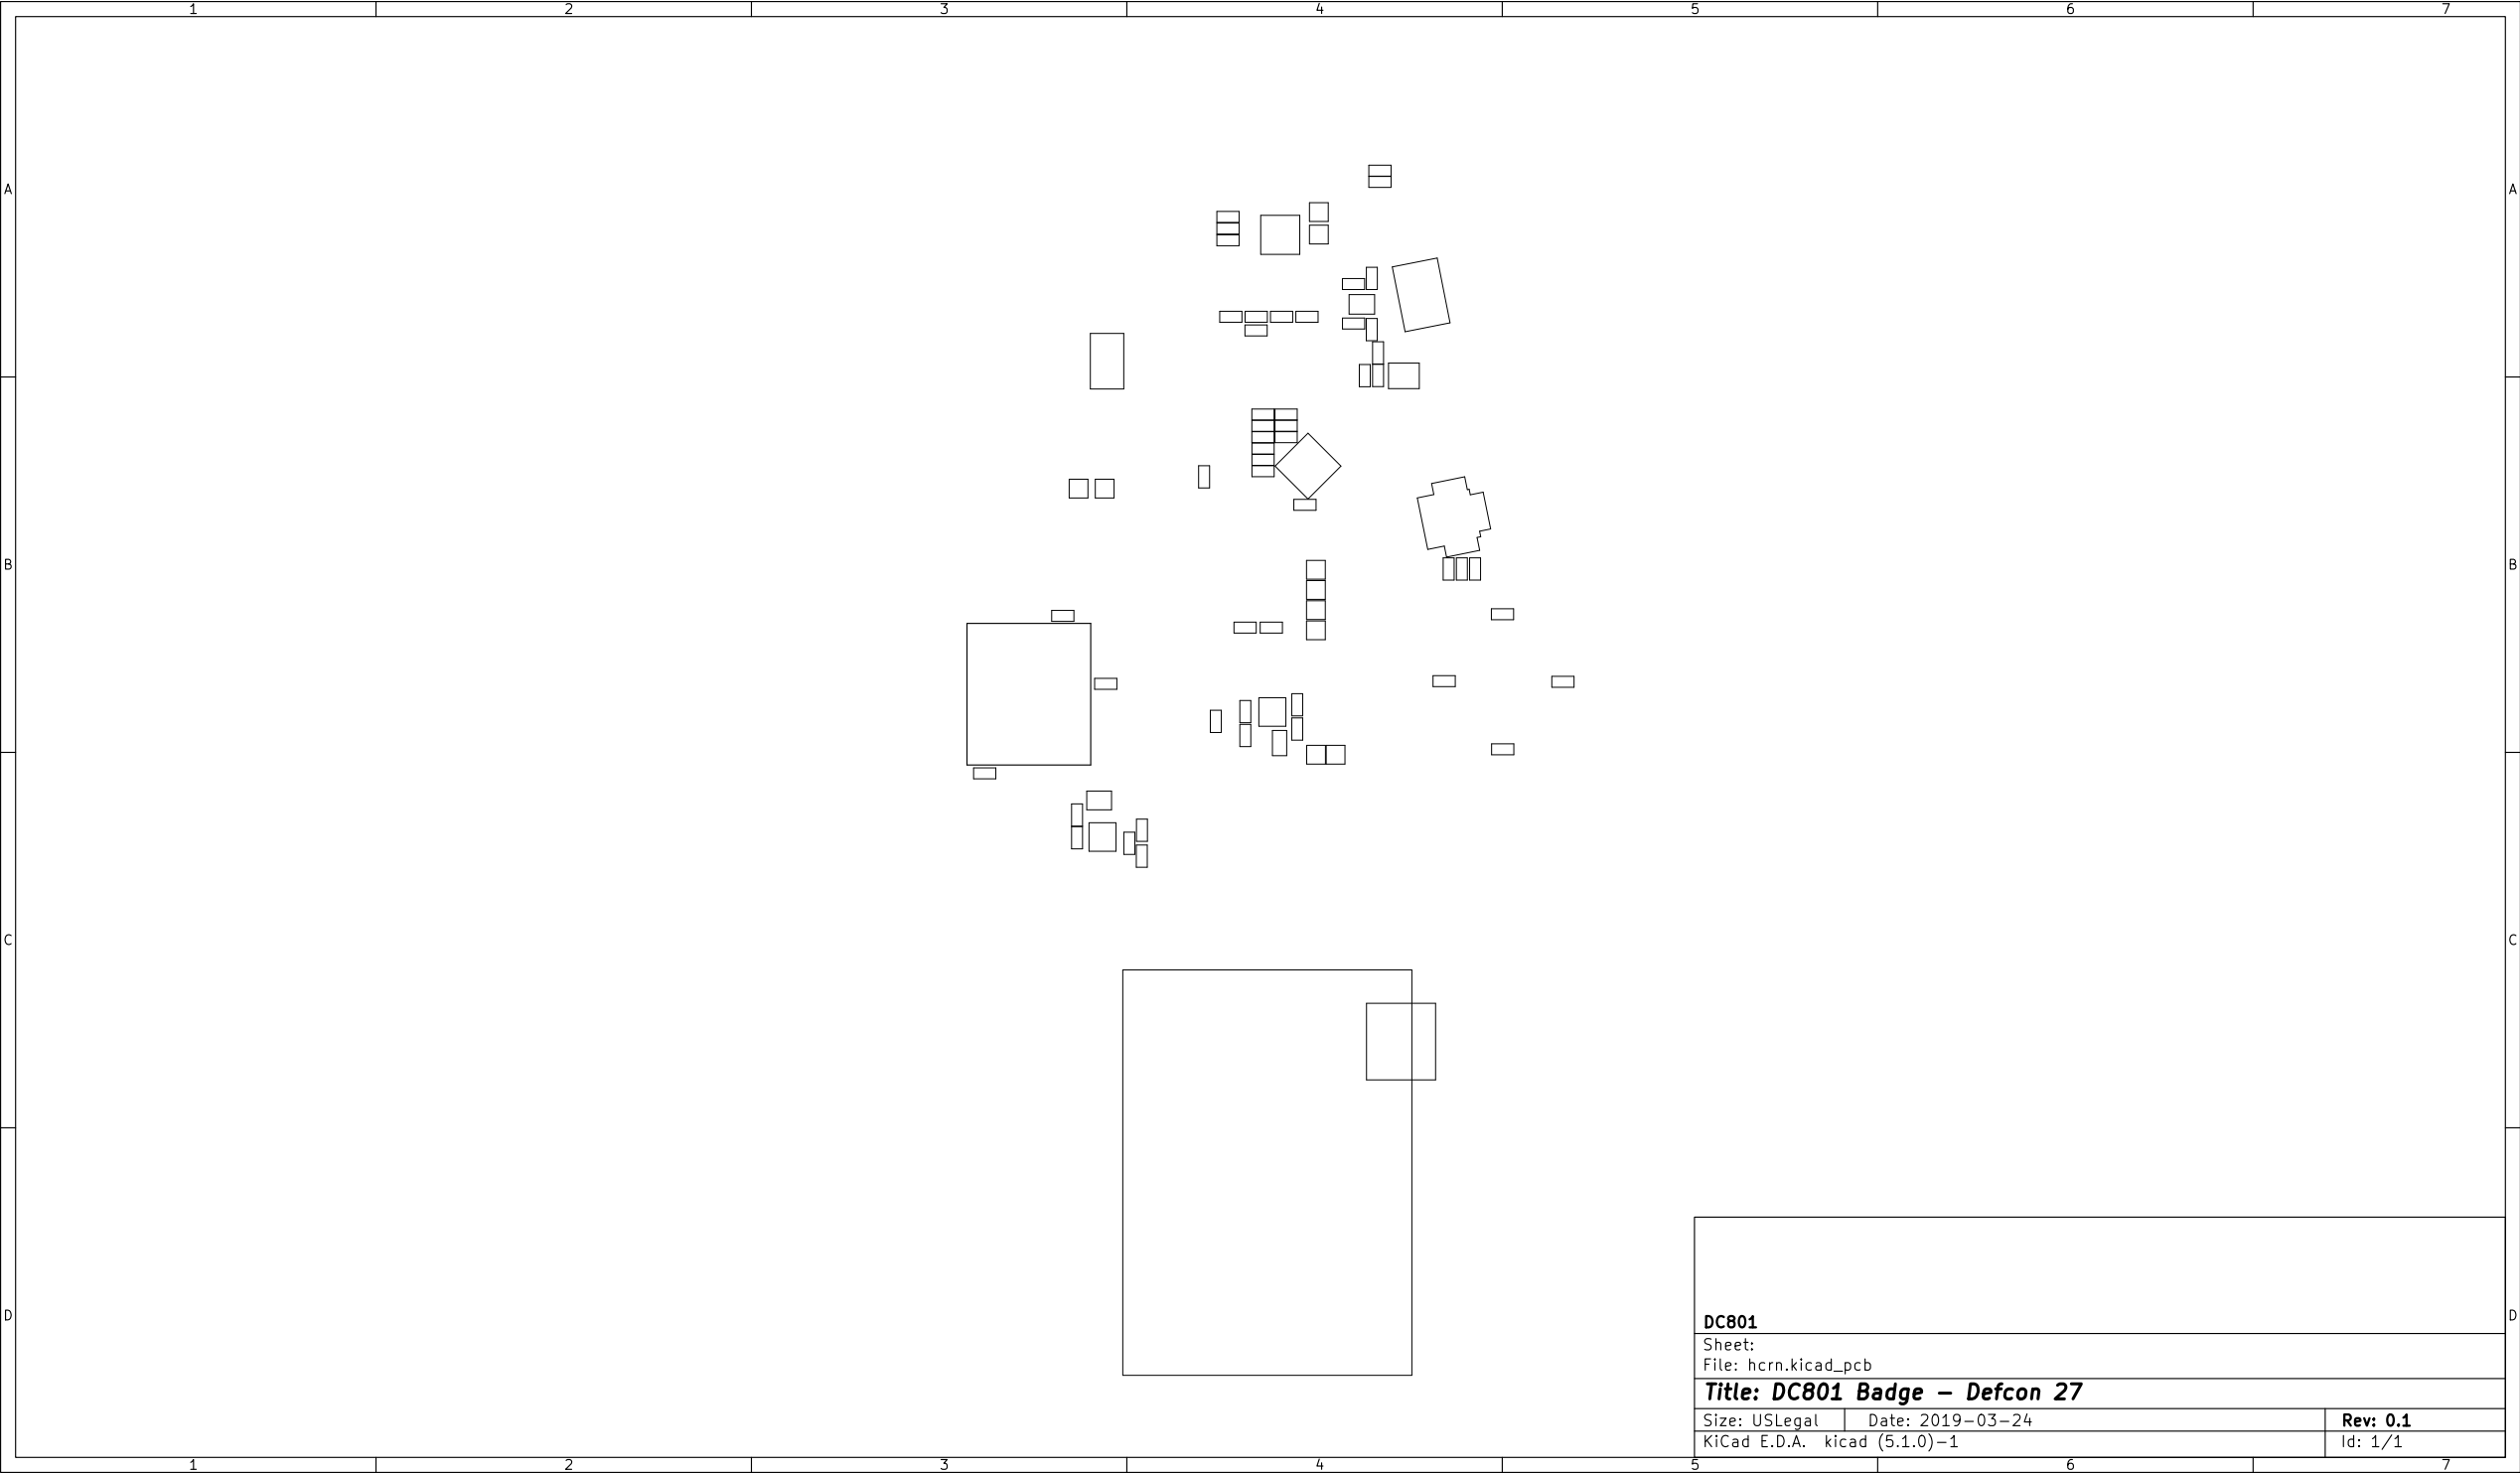 1 2 3 4 5 6 7
A A
B B
C C
D D
DC801
Sheet:
File: hcrn.kicad_pcb
Title: DC801 Badge – Defcon 27
Size: USLegal Date: 2019-03-24 Rev: 0.1
KiCad E.D.A. kicad (5.1.0)-1 Id: 1/1
1 2 3 4 5 6 7